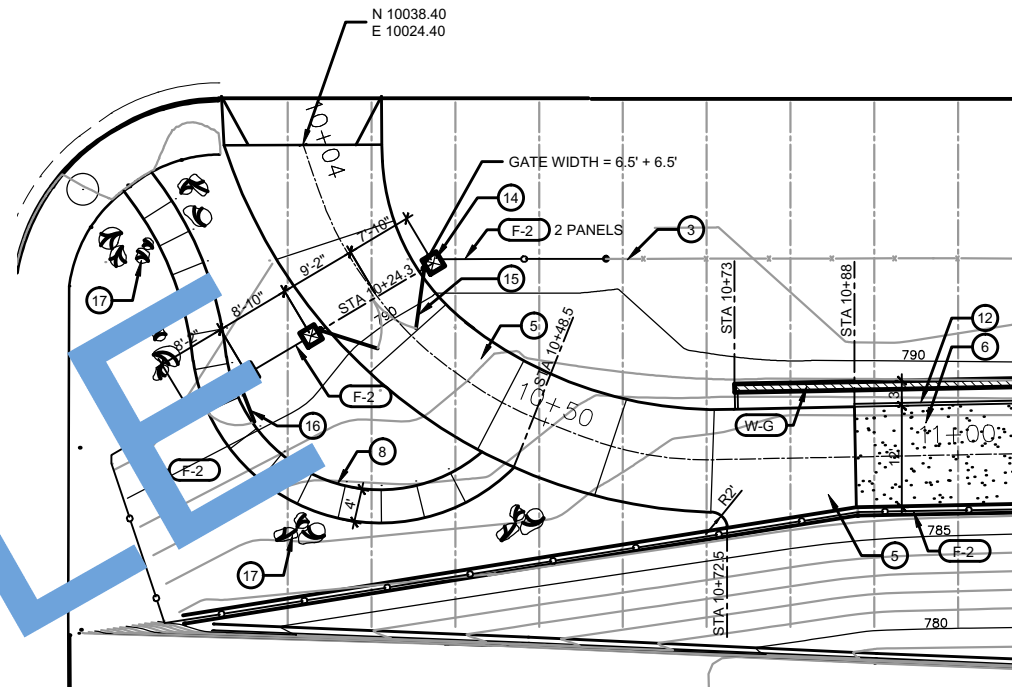 N 10038.40
E 10024.40
10+04
GATE WIDTH = 6.5' + 6.5'
14
F-2 2 PANELS
3
7'-10"
9'-2"
STA 10+24.3
15
17
8'-10"
790
8'-2"
5
STA 10+48.5
STA 10+73
STA 10+88
12
6
790
F-2
10+50
3'
W-G
11+00
16
8
F-2
12'
4'
R2'
17
785
5
F-2
STA 10+72.5
780
LE